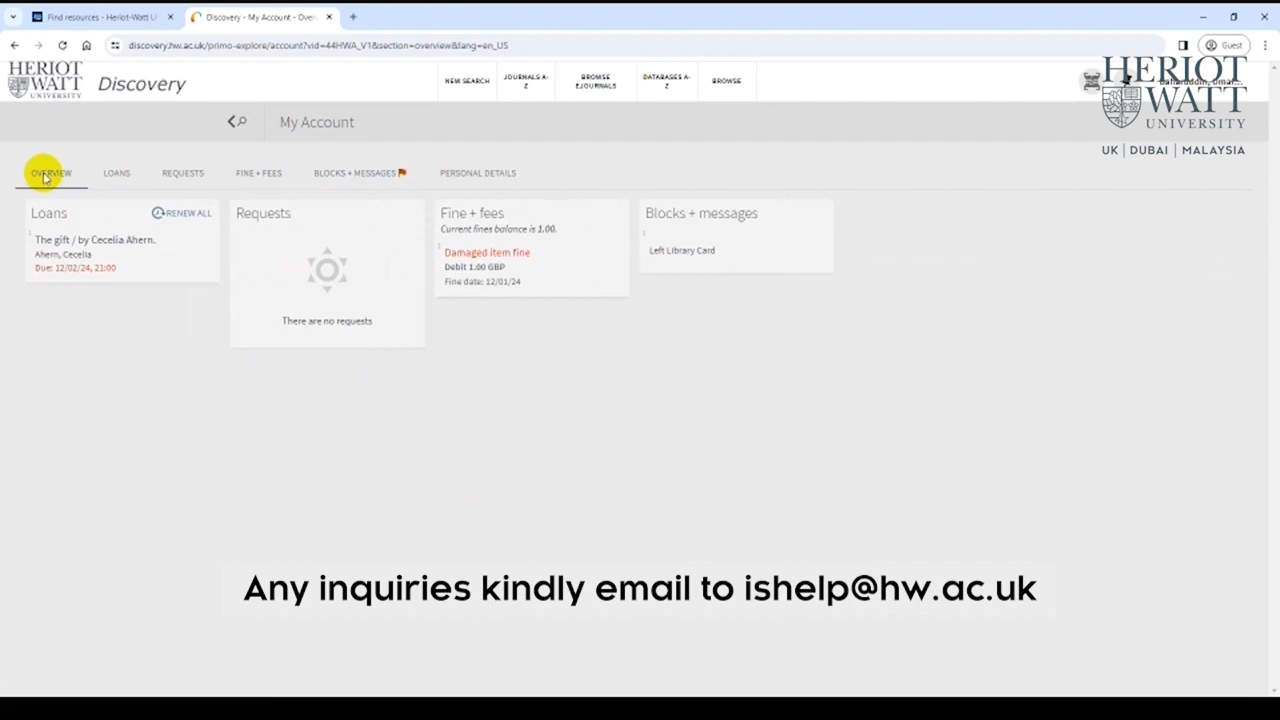 Find resources - Heriot-Watt U
Discovery - My Account - Over
discovery.hw.ac.uk/primo-explore/account?vid=44HWA_V1&section=overview&lang=en_US
Guest
HERIOT
WATT
UNIVERSITY
Discovery
NEW SEARCH
JOURNALS A-
Z
BROWSE
EJOURNALS
DATABASES A-
Z
BROWSE
HERIOT
WATT
UNIVERSITY
UK | DUBAI | MALAYSIA
My Account
OVERVIEW
LOANS
REQUESTS
FINE + FEES
BLOCKS + MESSAGES
PERSONAL DETAILS
Loans
RENEW ALL
1
The gift / by Cecelia Ahern.
Ahern, Cecelia
Due: 12/02/24, 21:00
Requests
There are no requests
Fine + fees
Current fines balance is 1.00.
1
Damaged item fine
Debit 1.00 GBP
Fine date: 12/01/24
Blocks + messages
1
Left Library Card
Any inquiries kindly email to ishelp@hw.ac.uk